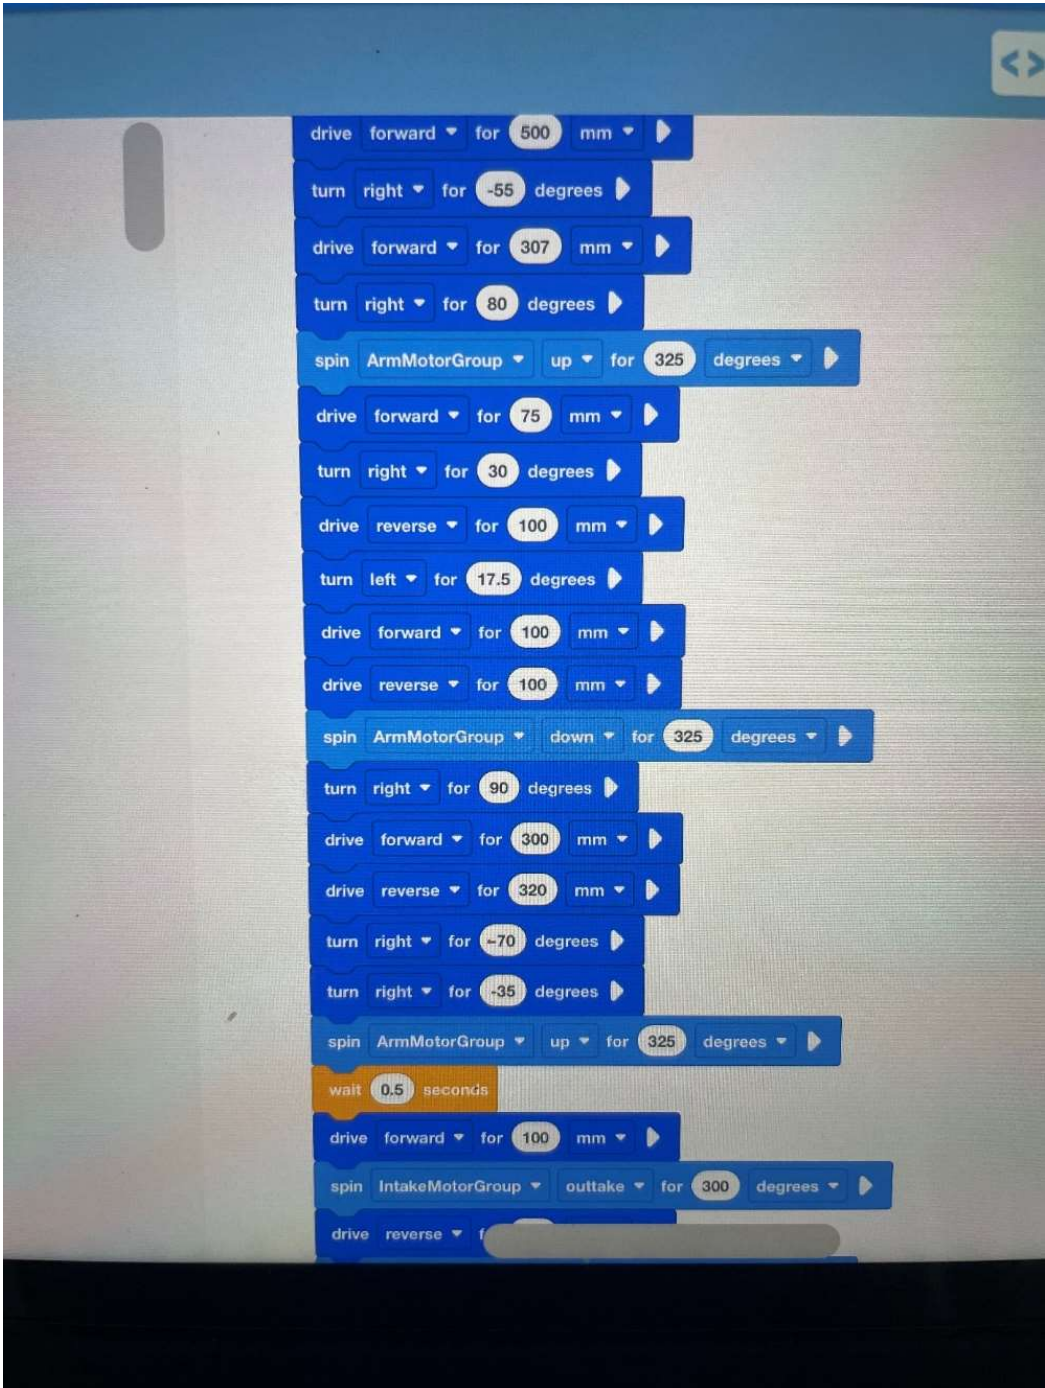 <>
drive forward for 500 mm
turn right for -55 degrees
drive forward for 307 mm
turn right for 80 degrees
spin ArmMotorGroup up for 325 degrees
drive forward for 75 mm
turn right for 30 degrees
drive reverse for 100 mm
turn left for 17.5 degrees
drive forward for 100 mm
drive reverse for 100 mm
spin ArmMotorGroup down for 325 degrees
turn right for 90 degrees
drive forward for 300 mm
drive reverse for 320 mm
turn right for -70 degrees
turn right for -35 degrees
spin ArmMotorGroup up for 325 degrees
wait 0.5 seconds
drive forward for 100 mm
spin IntakeMotorGroup outtake for 300 degrees
drive reverse